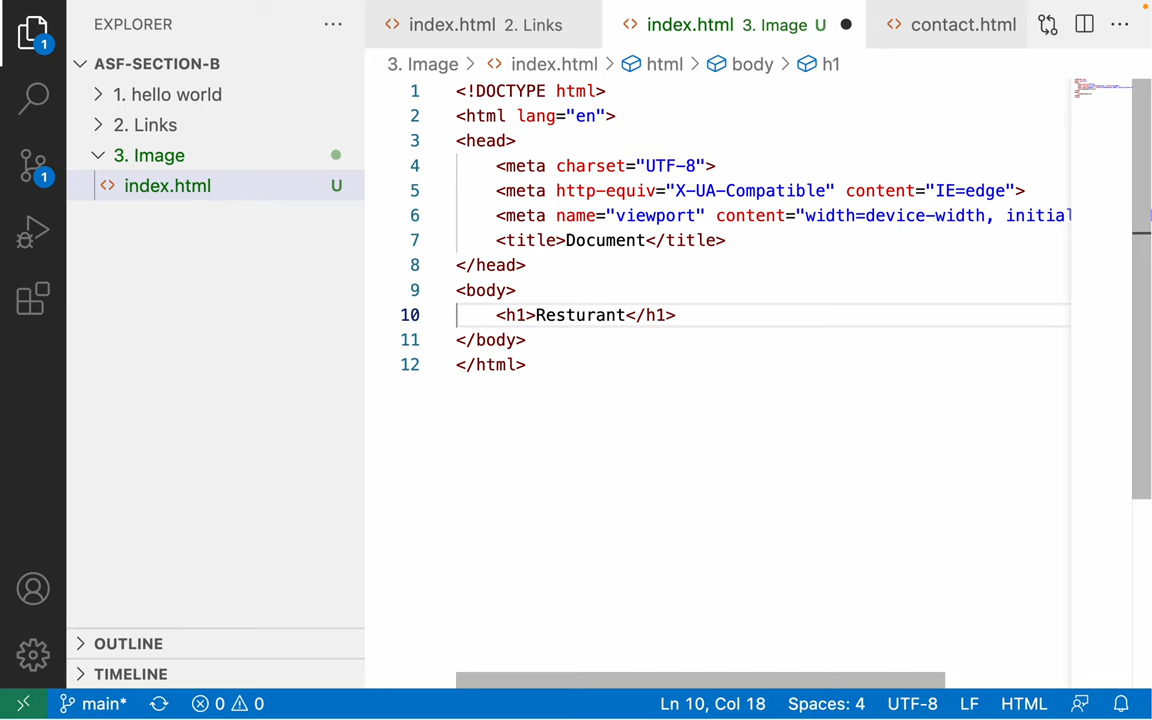 EXPLORER ...
index.html 2. Links
index.html 3. Image U
contact.html
...
ASF-SECTION-B
1. hello world
2. Links
3. Image
index.html U
3. Image > index.html > html > body > h1
1 <!DOCTYPE html>
2 <html lang="en">
3 <head>
4 <meta charset="UTF-8">
5 <meta http-equiv="X-UA-Compatible" content="IE=edge">
6 <meta name="viewport" content="width=device-width, initial
7 <title>Document</title>
8 </head>
9 <body>
10 <h1>Resturant</h1>
11 </body>
12 </html>
1
1
OUTLINE
TIMELINE
main* 0 0 Ln 10, Col 18 Spaces: 4 UTF-8 LF HTML